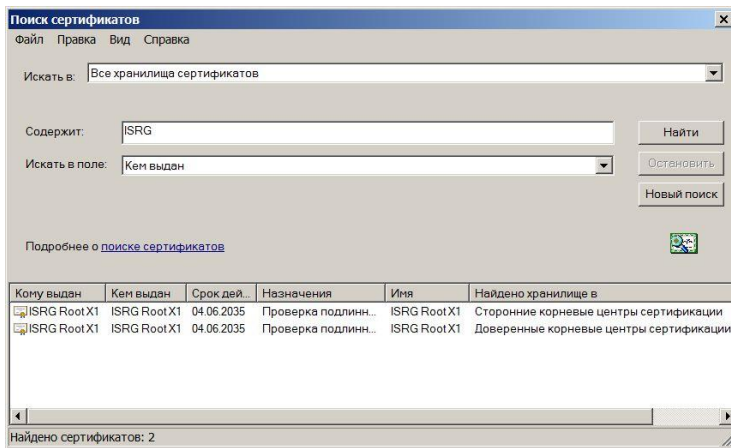 Поиск сертификатов
Файл Правка Вид Справка
Искать в: Все хранилища сертификатов
Содержит: ISRG Найти
Искать в поле: Кем выдан Остановить
Новый поиск
Подробнее о поиске сертификатов
Кому выдан Кем выдан Срок дей... Назначения Имя Найдено хранилище в
ISRG Root X1 ISRG Root X1 04.06.2035 Проверка подлинн... ISRG Root X1 Сторонние корневые центры сертификации
ISRG Root X1 ISRG Root X1 04.06.2035 Проверка подлинн... ISRG Root X1 Доверенные корневые центры сертификации
Найдено сертификатов: 2